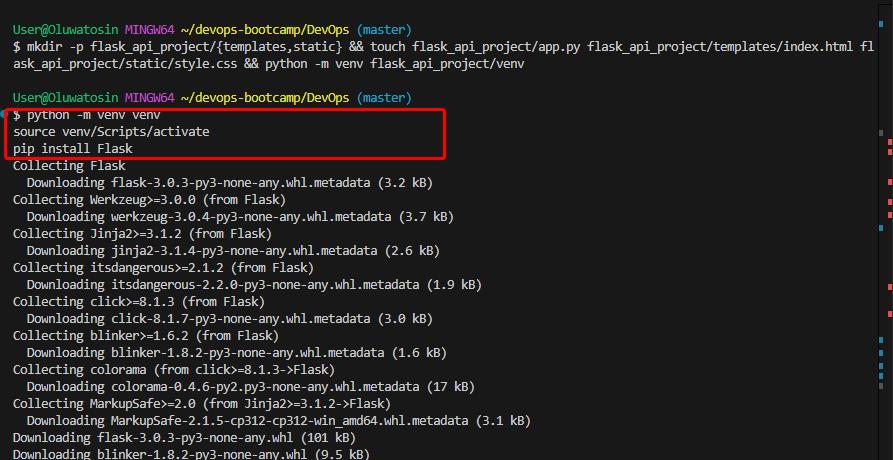 User@Oluwatosin MINGW64 ~/devops-bootcamp/DevOps (master)
$ mkdir -p flask_api_project/{templates,static} && touch flask_api_project/app.py flask_api_project/templates/index.html fl
ask_api_project/static/style.css && python -m venv flask_api_project/venv
User@Oluwatosin MINGW64 ~/devops-bootcamp/DevOps (master)
$ python -m venv venv
source venv/Scripts/activate
pip install Flask
Collecting Flask
  Downloading flask-3.0.3-py3-none-any.whl.metadata (3.2 kB)
Collecting Werkzeug>=3.0.0 (from Flask)
  Downloading werkzeug-3.0.4-py3-none-any.whl.metadata (3.7 kB)
Collecting Jinja2>=3.1.2 (from Flask)
  Downloading jinja2-3.1.4-py3-none-any.whl.metadata (2.6 kB)
Collecting itsdangerous>=2.1.2 (from Flask)
  Downloading itsdangerous-2.2.0-py3-none-any.whl.metadata (1.9 kB)
Collecting click>=8.1.3 (from Flask)
  Downloading click-8.1.7-py3-none-any.whl.metadata (3.0 kB)
Collecting blinker>=1.6.2 (from Flask)
  Downloading blinker-1.8.2-py3-none-any.whl.metadata (1.6 kB)
Collecting colorama (from click>=8.1.3->Flask)
  Downloading colorama-0.4.6-py2.py3-none-any.whl.metadata (17 kB)
Collecting MarkupSafe>=2.0 (from Jinja2>=3.1.2->Flask)
  Downloading MarkupSafe-2.1.5-cp312-cp312-win_amd64.whl.metadata (3.1 kB)
Downloading flask-3.0.3-py3-none-any.whl (101 kB)
Downloading blinker-1.8.2-py3-none-any.whl (9.5 kB)